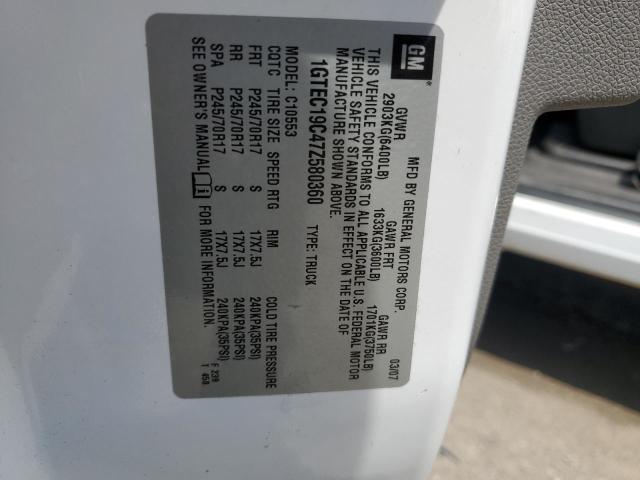 GM
MFD BY GENERAL MOTORS CORP. 03/07
GVWR GAWR FRT GAWR RR
2903KG(6400LB) 1633KG(3600LB) 1701KG(3750LB)
THIS VEHICLE CONFORMS TO ALL APPLICABLE U.S. FEDERAL MOTOR
VEHICLE SAFETY STANDARDS IN EFFECT ON THE DATE OF
MANUFACTURE SHOWN ABOVE.
1GTEC19C47Z580360 TYPE: TRUCK
MODEL: C10553
CQTC TIRE SIZE SPEED RTG RIM COLD TIRE PRESSURE
FRT P245/70R17 S 17X7.5J 240KPA(35PSI)
RR P245/70R17 S 17X7.5J 240KPA(35PSI)
SPA P245/70R17 S 17X7.5J 240KPA(35PSI)
SEE OWNER'S MANUAL FOR MORE INFORMATION.
F 239
T 458